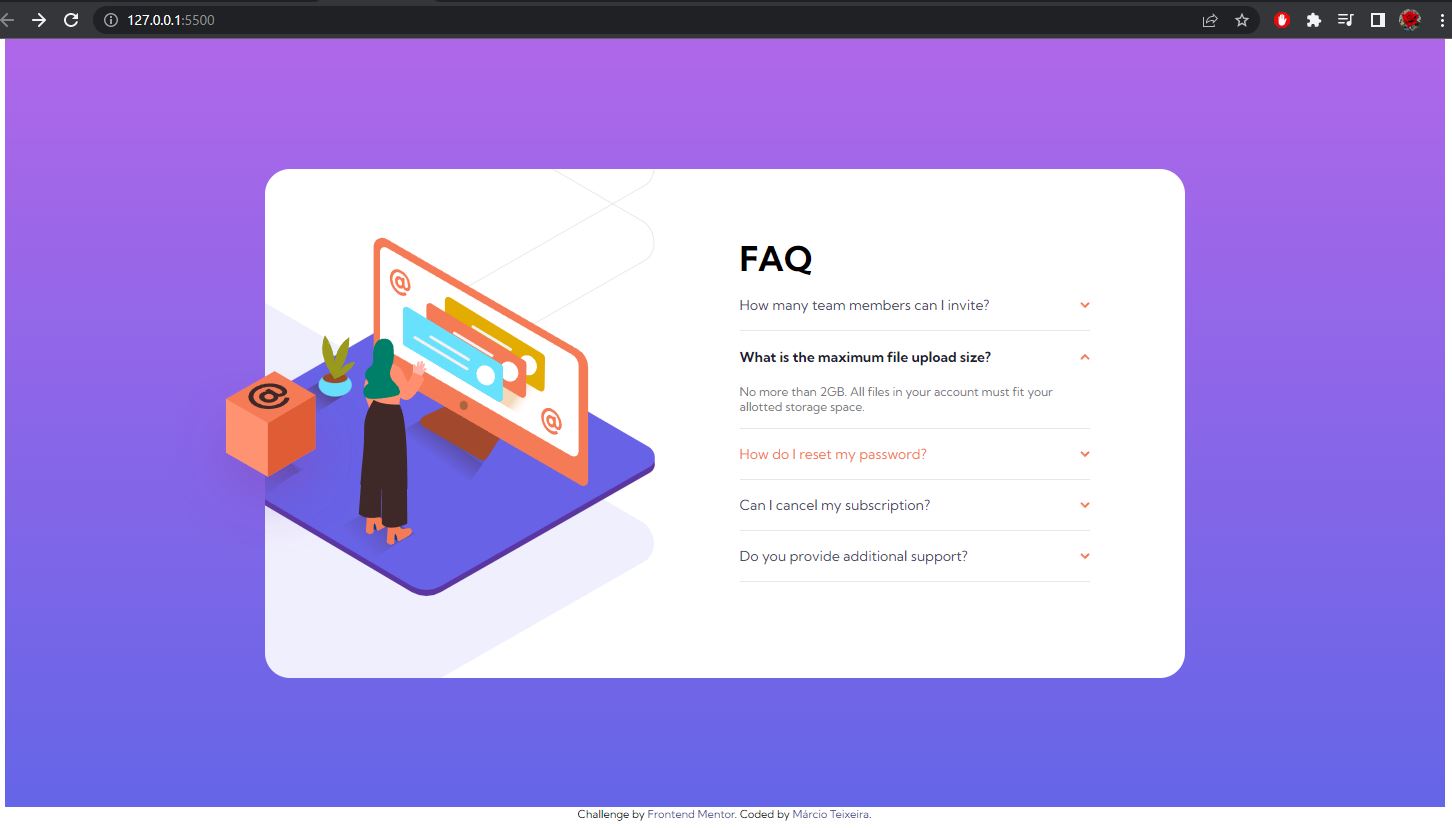 127.0.0.1:5500
FAQ
How many team members can I invite?
What is the maximum file upload size?
No more than 2GB. All files in your account must fit your
allotted storage space.
How do I reset my password?
Can I cancel my subscription?
Do you provide additional support?
@
@
@
Challenge by Frontend Mentor. Coded by Márcio Teixeira.